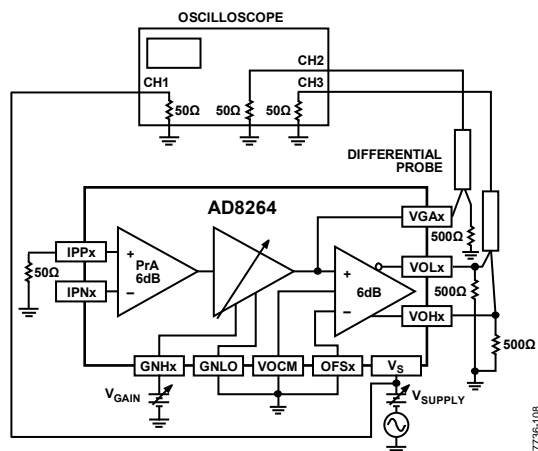 OSCILLOSCOPE
CH1
CH2
CH3
50Ω
50Ω
50Ω
DIFFERENTIAL
PROBE
AD8264
VGAx
500Ω
IPPx
50Ω
IPNx
+
–
PrA
6dB
+
–
6dB
VOLx
500Ω
VOHx
500Ω
GNHx
GNLO
VOCM
OFSx
VS
VGAIN
VSUPPLY
7736-108